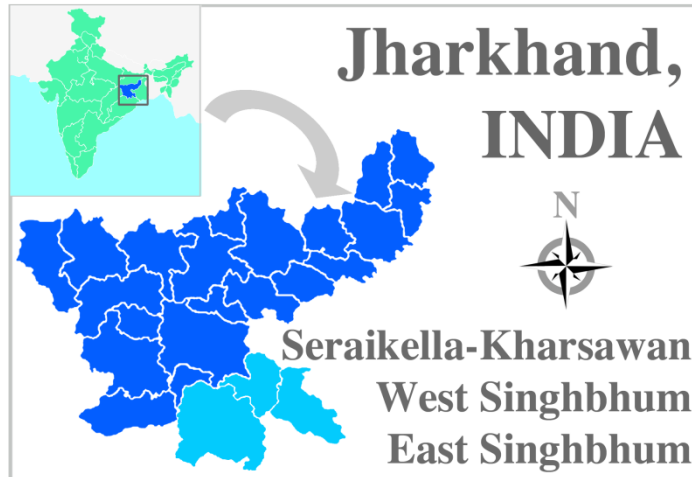 Jharkhand,
INDIA
N
Seraikella-Kharsawan
West Singhbhum
East Singhbhum